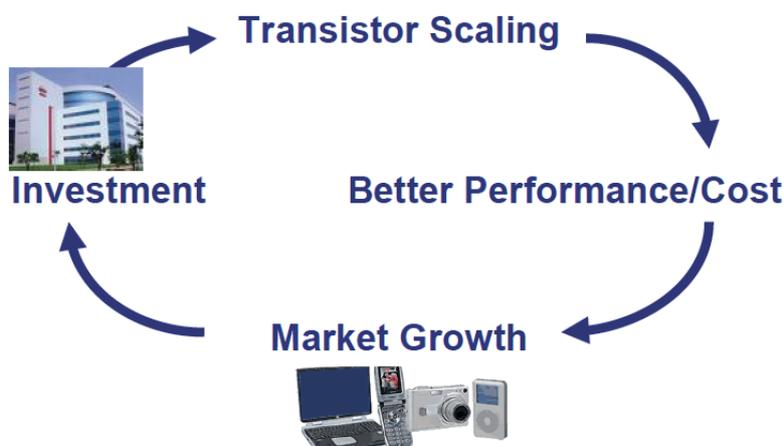 Transistor Scaling
Investment
Better Performance/Cost
Market Growth